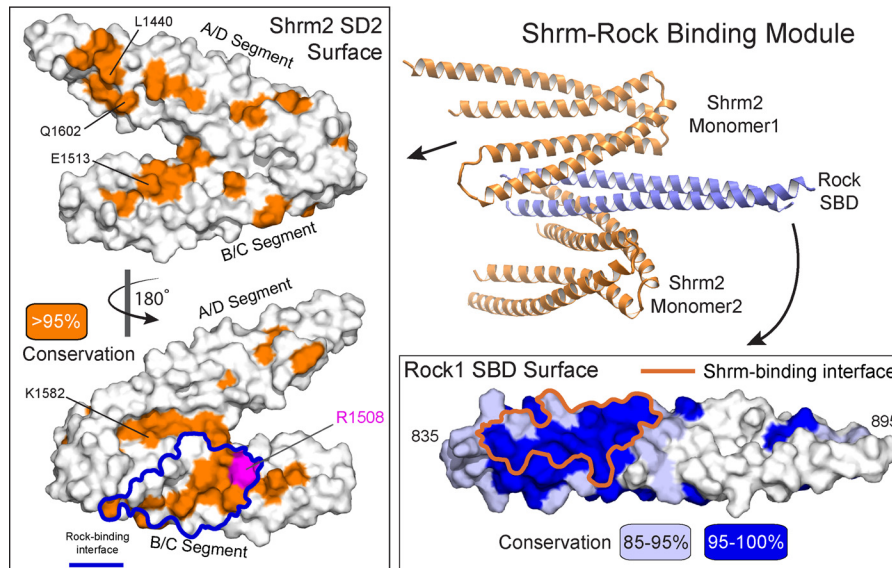 Shrm2 SD2
Surface
L1440
A/D Segment
Q1602
E1513
B/C Segment
180°
>95%
Conservation
A/D Segment
K1582
R1508
Rock-binding
interface
B/C Segment
Shrm-Rock Binding Module
Shrm2
Monomer1
Rock
SBD
Shrm2
Monomer2
Rock1 SBD Surface
Shrm-binding interface
835
895
Conservation
85-95%
95-100%